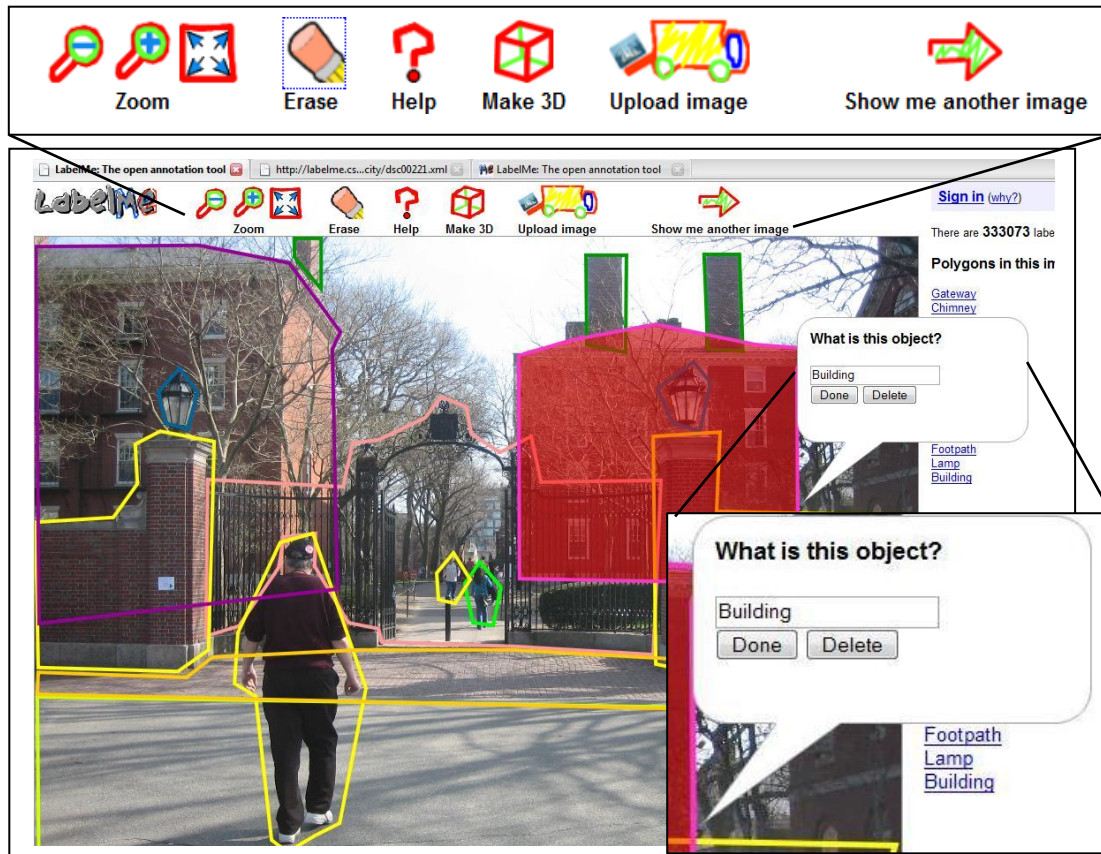 Zoom Erase Help Make 3D Upload image Show me another image
LabelMe: The open annotation tool http://labelme.cs...city/dsc00221.xml LabelMe: The open annotation tool
LabelMe
Zoom Erase Help Make 3D Upload image Show me another image
Sign in (why?)
There are 333073 labe
Polygons in this im
Gateway
Chimney
What is this object?
Building
Done Delete
Footpath
Lamp
Building
What is this object?
Building
Done Delete
Footpath
Lamp
Building